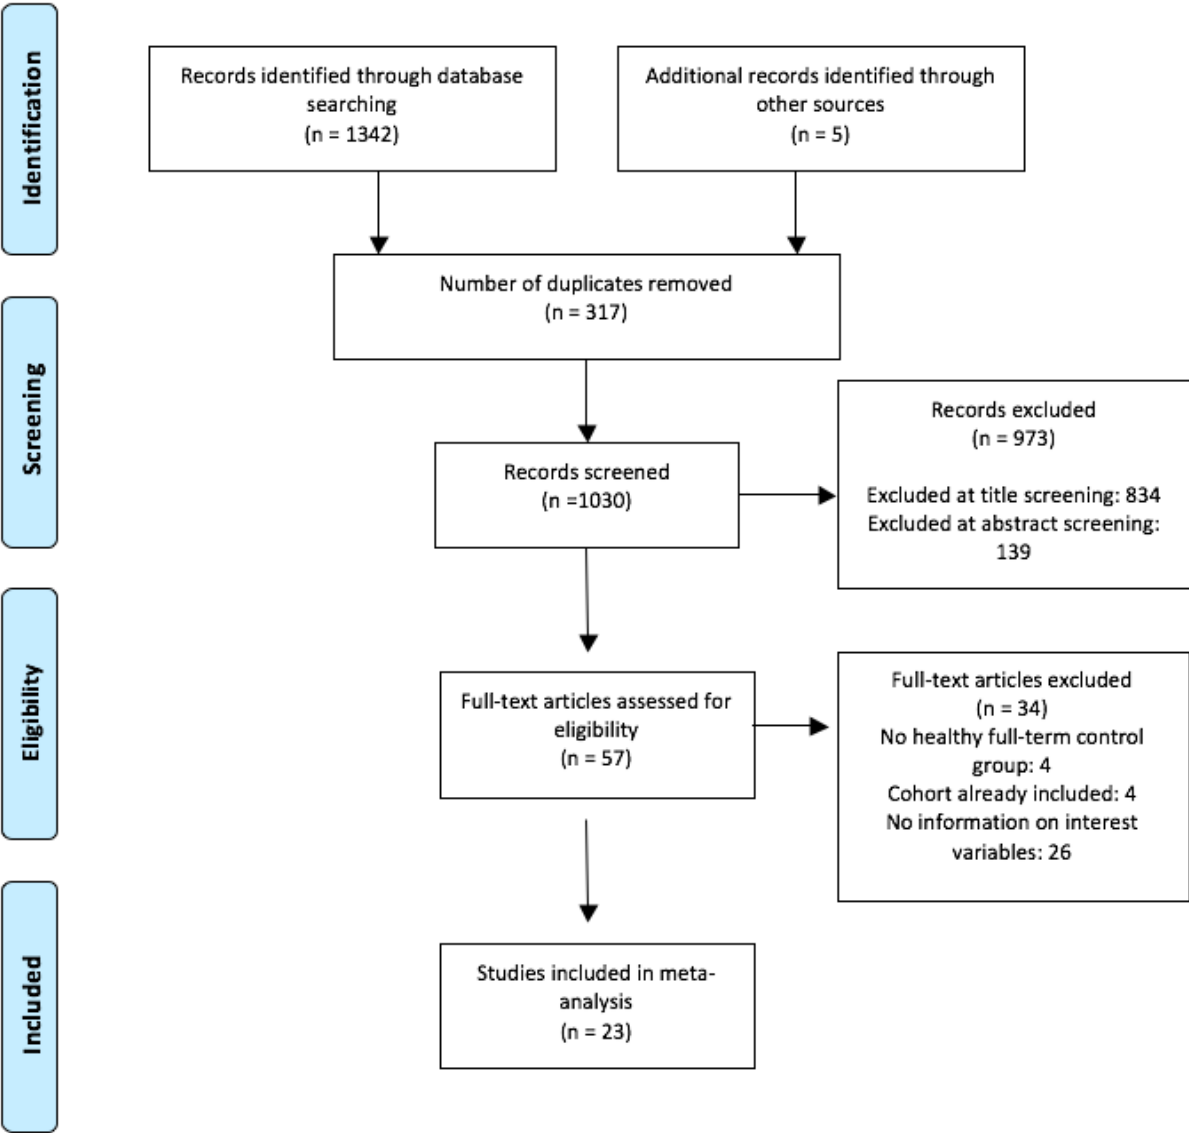 Identification
Records identified through database
searching
(n = 1342)
Additional records identified through
other sources
(n = 5)
Number of duplicates removed
(n = 317)
Screening
Records screened
(n =1030)
Records excluded
(n = 973)
Excluded at title screening: 834
Excluded at abstract screening:
139
Eligibility
Full-text articles assessed for
eligibility
(n = 57)
Full-text articles excluded
(n = 34)
No healthy full-term control
group: 4
Cohort already included: 4
No information on interest
variables: 26
Included
Studies included in meta-
analysis
(n = 23)